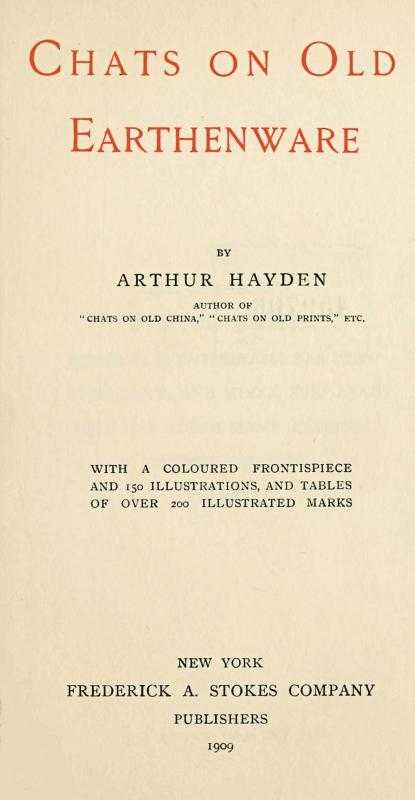 CHATS ON OLD
EARTHENWARE
BY
ARTHUR HAYDEN
AUTHOR OF
"CHATS ON OLD CHINA," "CHATS ON OLD PRINTS," ETC.
WITH A COLOURED FRONTISPIECE
AND 150 ILLUSTRATIONS, AND TABLES
OF OVER 200 ILLUSTRATED MARKS
NEW YORK
FREDERICK A. STOKES COMPANY
PUBLISHERS
1909